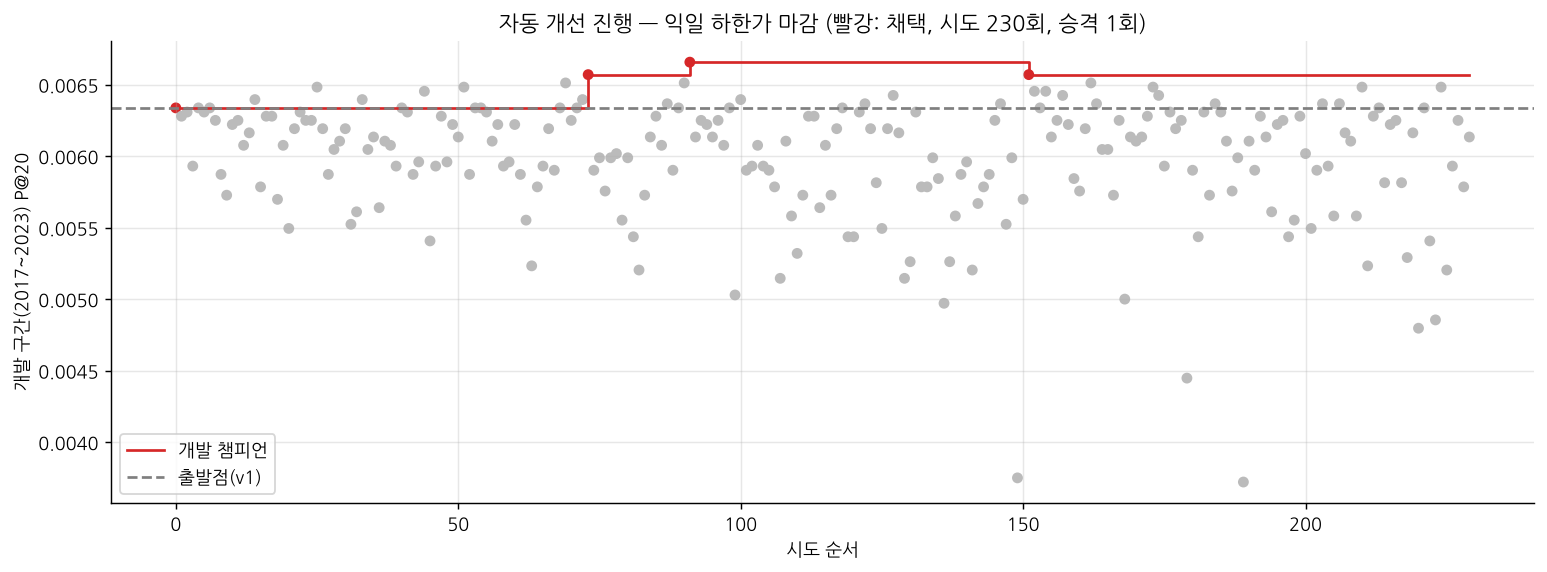 자동 개선 진행 — 익일 하한가 마감 (빨강: 채택, 시도 230회, 승격 1회)
개발 구간(2017~2023) P@20
0.0065
0.0060
0.0055
0.0050
0.0045
0.0040
개발 챔피언
출발점(v1)
0 50 100 150 200
시도 순서